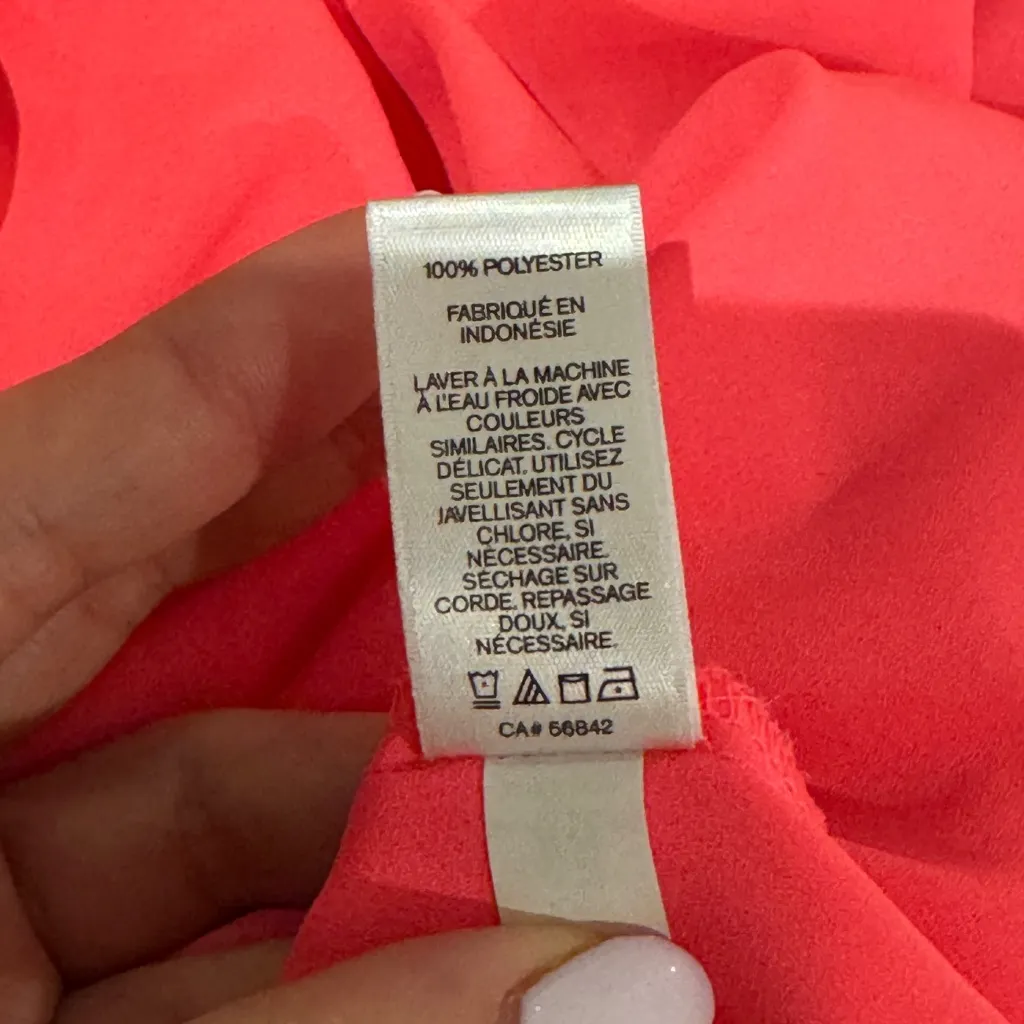 100% POLYESTER
FABRIQUÉ EN
INDONÉSIE
LAVER À LA MACHINE
À L'EAU FROIDE AVEC
COULEURS
SIMILAIRES. CYCLE
DÉLICAT. UTILISEZ
SEULEMENT DU
JAVELLISANT SANS
CHLORE, SI
NÉCESSAIRE.
SÉCHAGE SUR
CORDE. REPASSAGE
DOUX, SI
NÉCESSAIRE.
CA# 56842